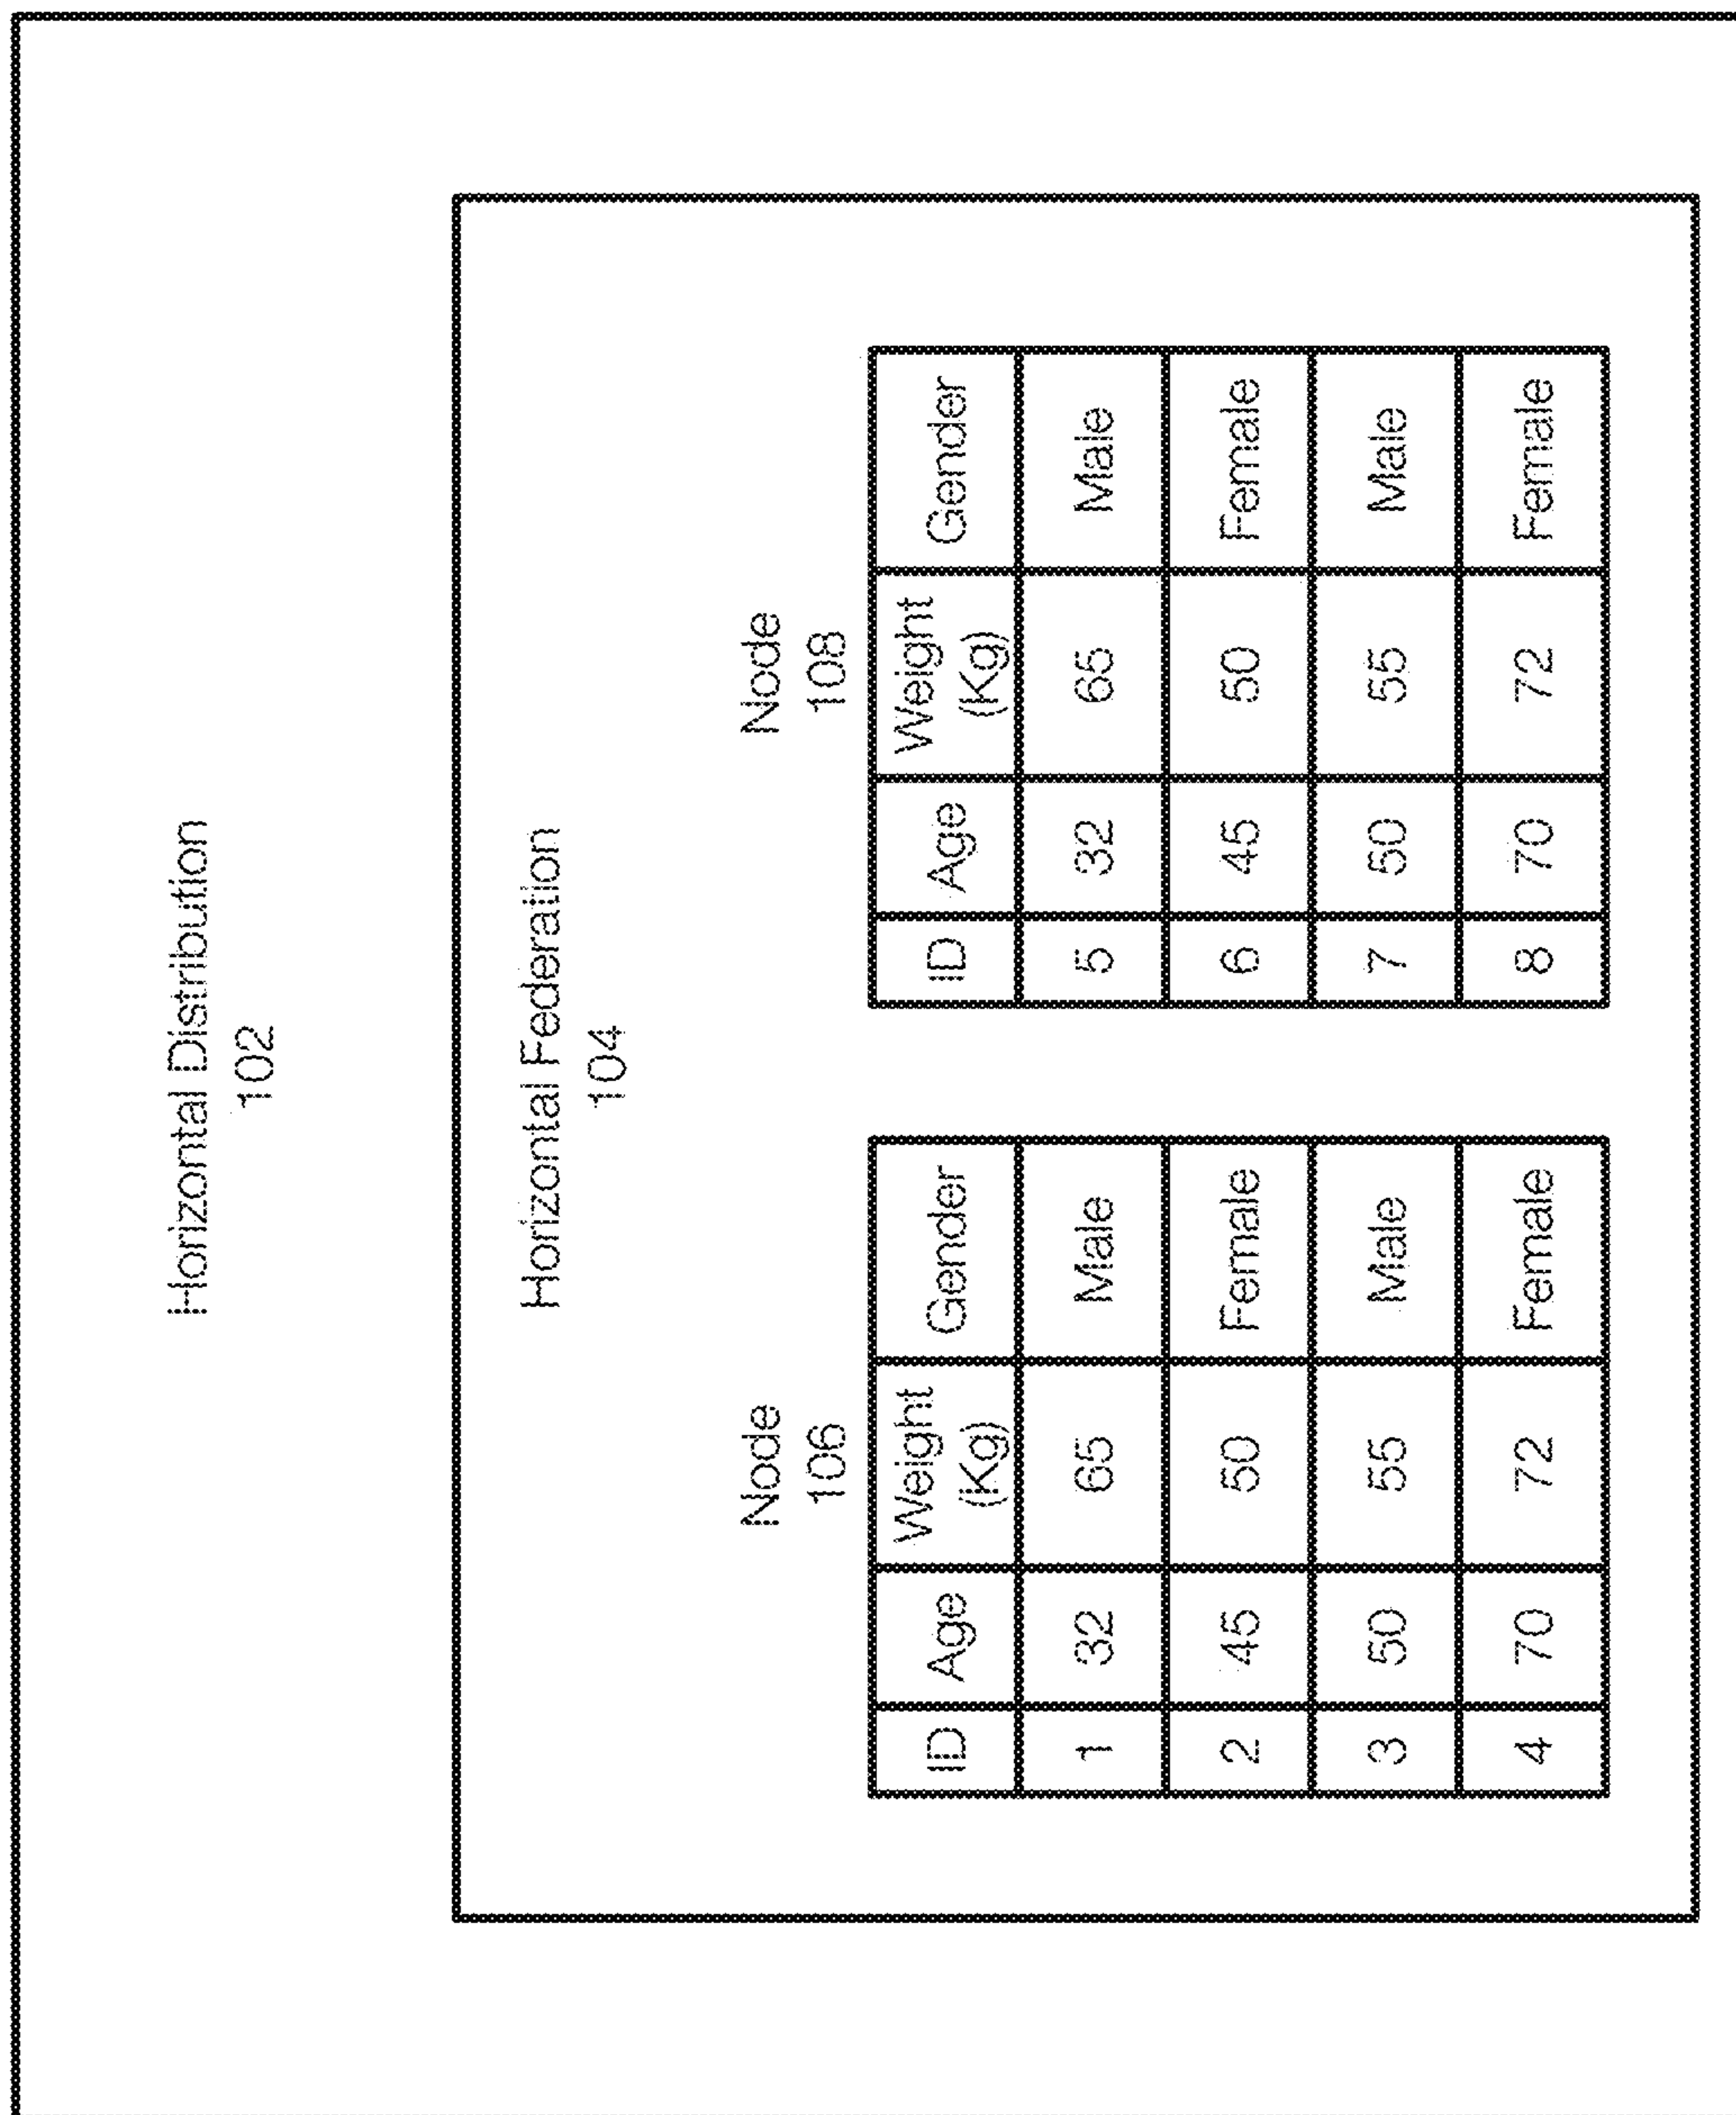 Horizontal Distribution
102
Horizontal Federation
104
Node
106
ID Age Weight (Kg) Gender
1 32 65 Male
2 45 50 Female
3 50 55 Male
4 70 72 Female
Node
108
ID Age Weight (Kg) Gender
5 32 65 Male
6 45 50 Female
7 50 55 Male
8 70 72 Female